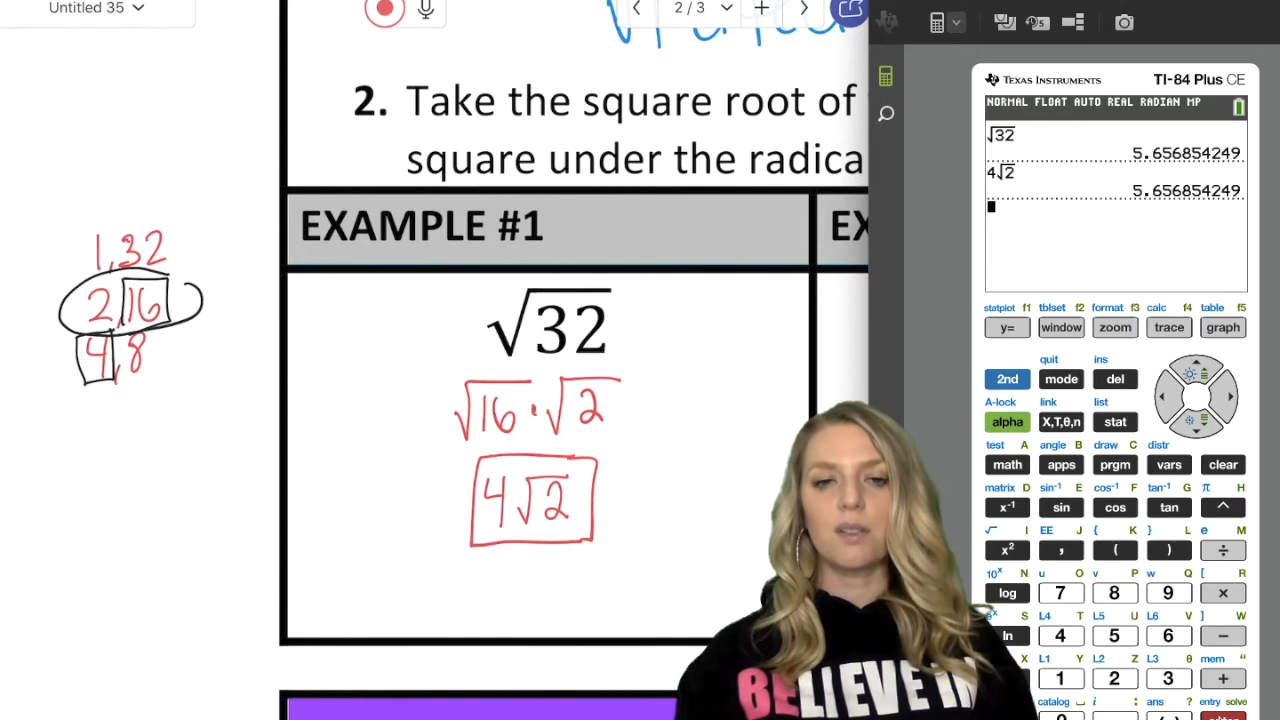 Untitled 35
2 / 3
2. Take the square root of
square under the radica
EXAMPLE #1
EX
√32
√16 · √2
4√2
1,32
2,16
4,8
TEXAS INSTRUMENTS TI-84 Plus CE
NORMAL FLOAT AUTO REAL RADIAN MP
√32
5.656854249
4√2
5.656854249
statplot f1 tblset f2 format f3 calc f4 table f5
y= window zoom trace graph
quit ins
2nd mode del
A-lock link list
alpha X,T,θ,n stat
test A angle B draw C distr
math apps prgm vars clear
matrix D sin⁻¹ E cos⁻¹ F tan⁻¹ G π H
x⁻¹ sin cos tan ^
√ I EE J { K } L e M
x² , ( ) ÷
10ˣ N u O v P w Q [ R
log 7 8 9 ×
eˣ S L4 T L5 U L6 V ] W
ln 4 5 6 −
X L1 Y L2 Z L3 θ mem “
1 2 3 +
catalog i : ans ? entry solve
BELIEVE IN